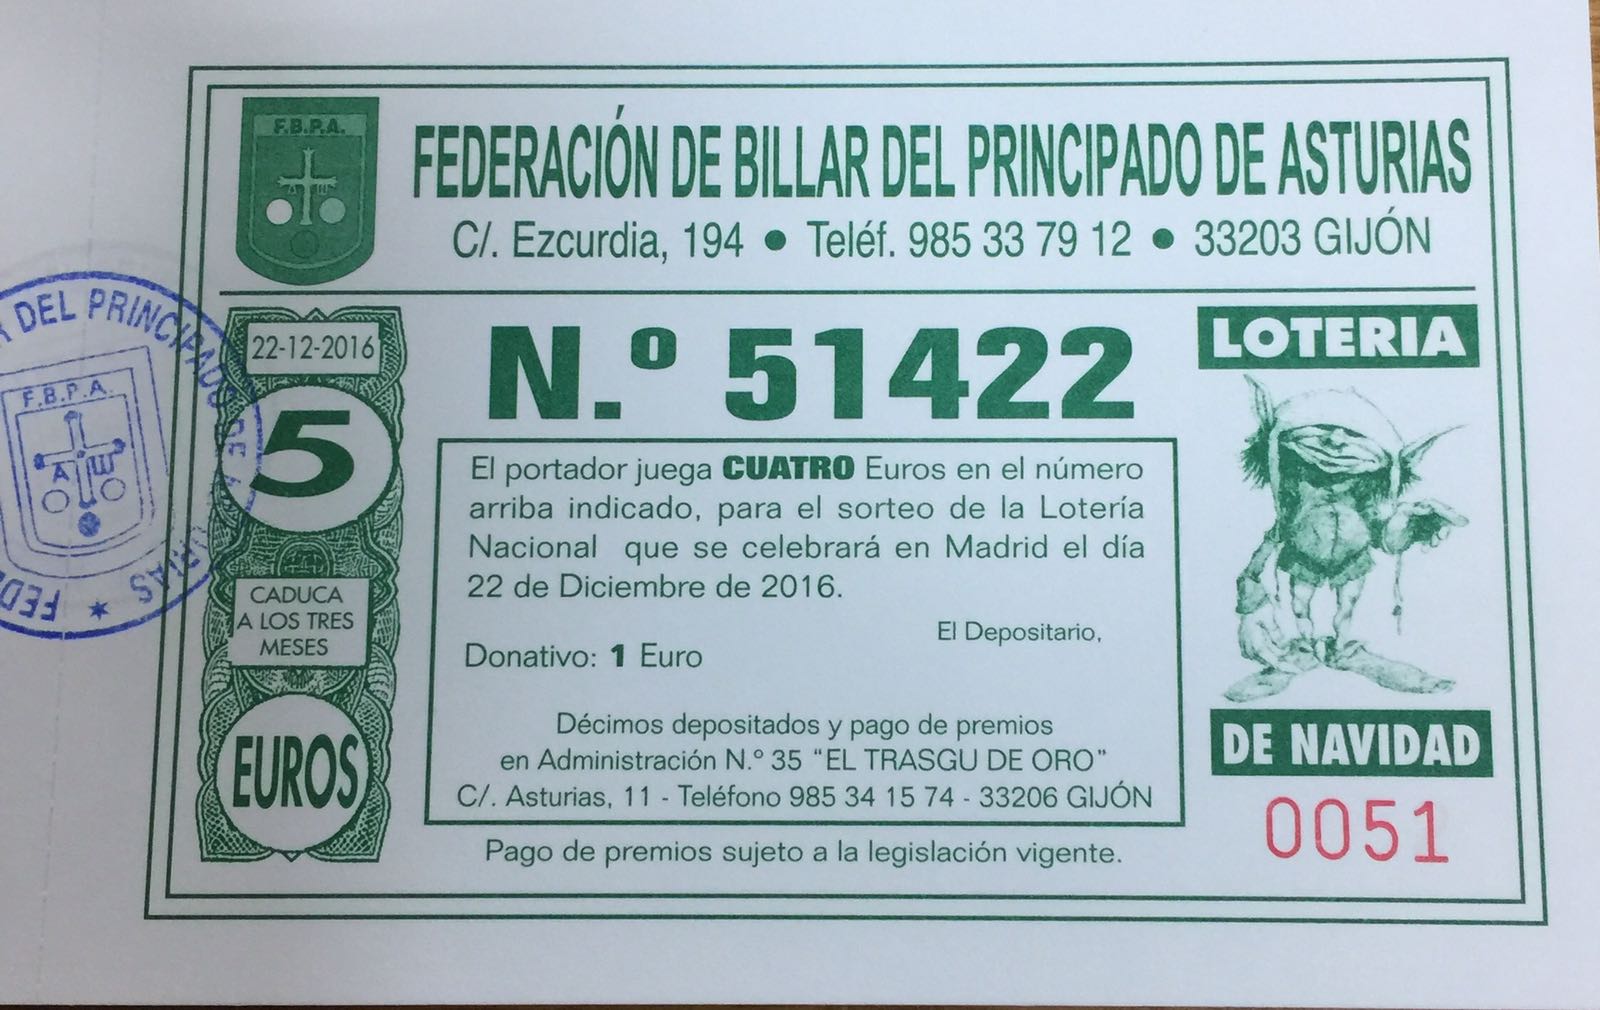 F.B.P.A.
FEDERACIÓN DE BILLAR DEL PRINCIPADO DE ASTURIAS
C/. Ezcurdia, 194 • Teléf. 985 33 79 12 • 33203 GIJÓN
DEL PRINCIPADO DE ASTURIAS * FEDE
F.B.P.A.
A W
22-12-2016
5
CADUCA
A LOS TRES
MESES
EUROS
N.º 51422
El portador juega CUATRO Euros en el número
arriba indicado, para el sorteo de la Lotería
Nacional que se celebrará en Madrid el día
22 de Diciembre de 2016.
El Depositario,
Donativo: 1 Euro
Décimos depositados y pago de premios
en Administración N.º 35 “EL TRASGU DE ORO”
C/. Asturias, 11 - Teléfono 985 34 15 74 - 33206 GIJÓN
Pago de premios sujeto a la legislación vigente.
LOTERIA
DE NAVIDAD
0051